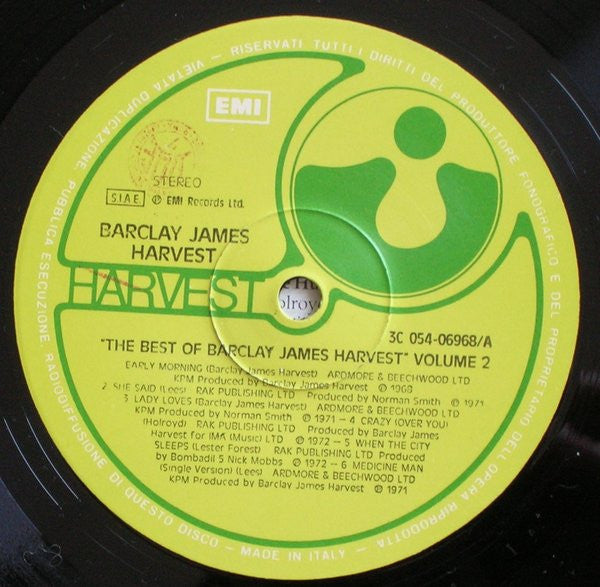 VIETATA DUPLICAZIONE, PUBBLICA ESECUZIONE, RADIODIFFUSIONE DI QUESTO DISCO - MADE IN ITALY - RISERVATI TUTTI I DIRITTI DEL PRODUTTORE FONOGRAFICO E DEL PROPRIETARIO DELL'OPERA RIPRODOTTA
EMI
STEREO
S.I.A.E. ℗ EMI Records Ltd.
BARCLAY JAMES
HARVEST
HARVEST
olroy
3C 054-06968/A
"THE BEST OF BARCLAY JAMES HARVEST" VOLUME 2
EARLY MORNING (Barclay James Harvest) ARDMORE & BEECHWOOD LTD
KPM Produced by Barclay James Harvest ℗ 1968
2 SHE SAID (Lees) RAK PUBLISHING LTD Produced by Norman Smith ℗ 1971
3 LADY LOVES (Barclay James Harvest) ARDMORE & BEECHWOOD LTD
KPM Produced by Norman Smith ℗ 1971 - 4 CRAZY (OVER YOU)
(Holroyd) RAK PUBLISHING LTD Produced by Barclay James
Harvest for IMA (Music) LTD ℗ 1972 - 5 WHEN THE CITY
SLEEPS (Lester Forest) RAK PUBLISHING LTD Produced
by Bombadil 5 Nick Mobbs ℗ 1972 - 6 MEDICINE MAN
(Single Version) (Lees) ARDMORE & BEECHWOOD LTD
KPM Produced by Barclay James Harvest ℗ 1971